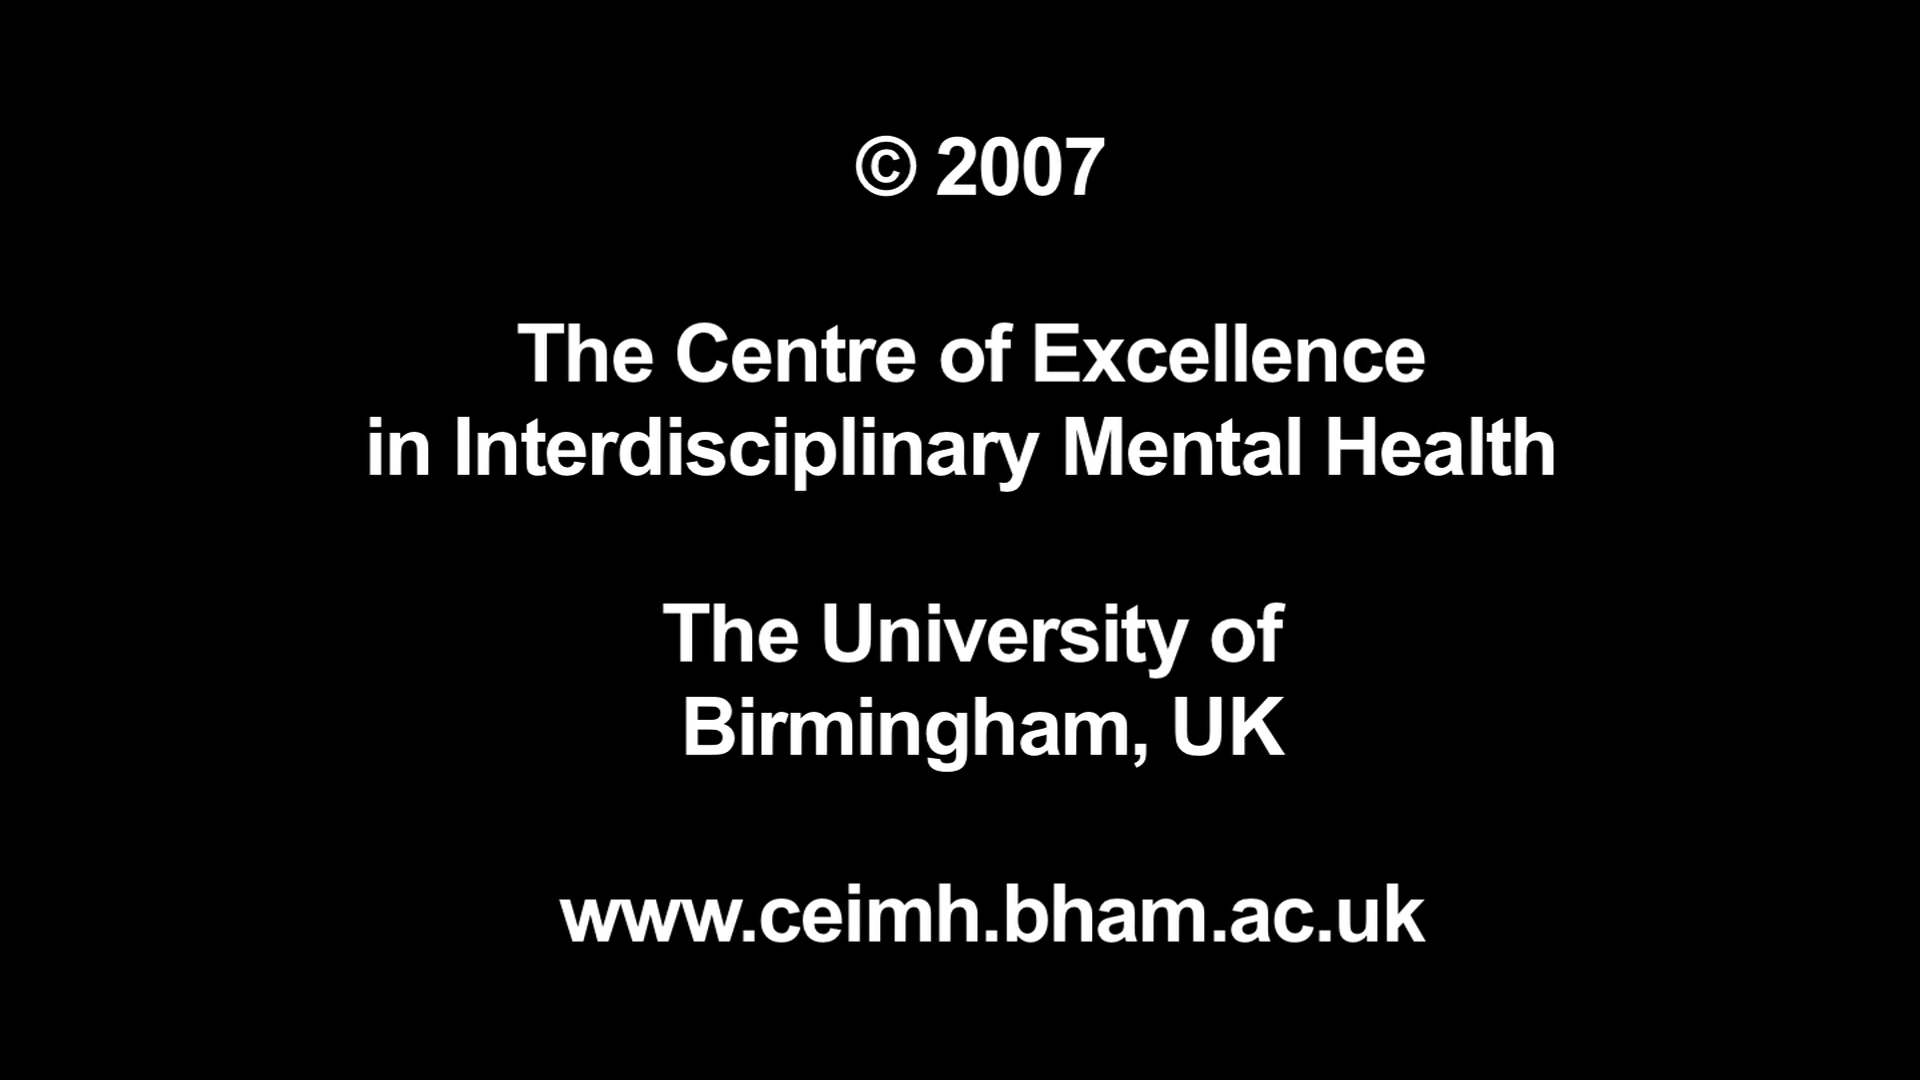 © 2007
The Centre of Excellence
in Interdisciplinary Mental Health
The University of
Birmingham, UK
www.ceimh.bham.ac.uk